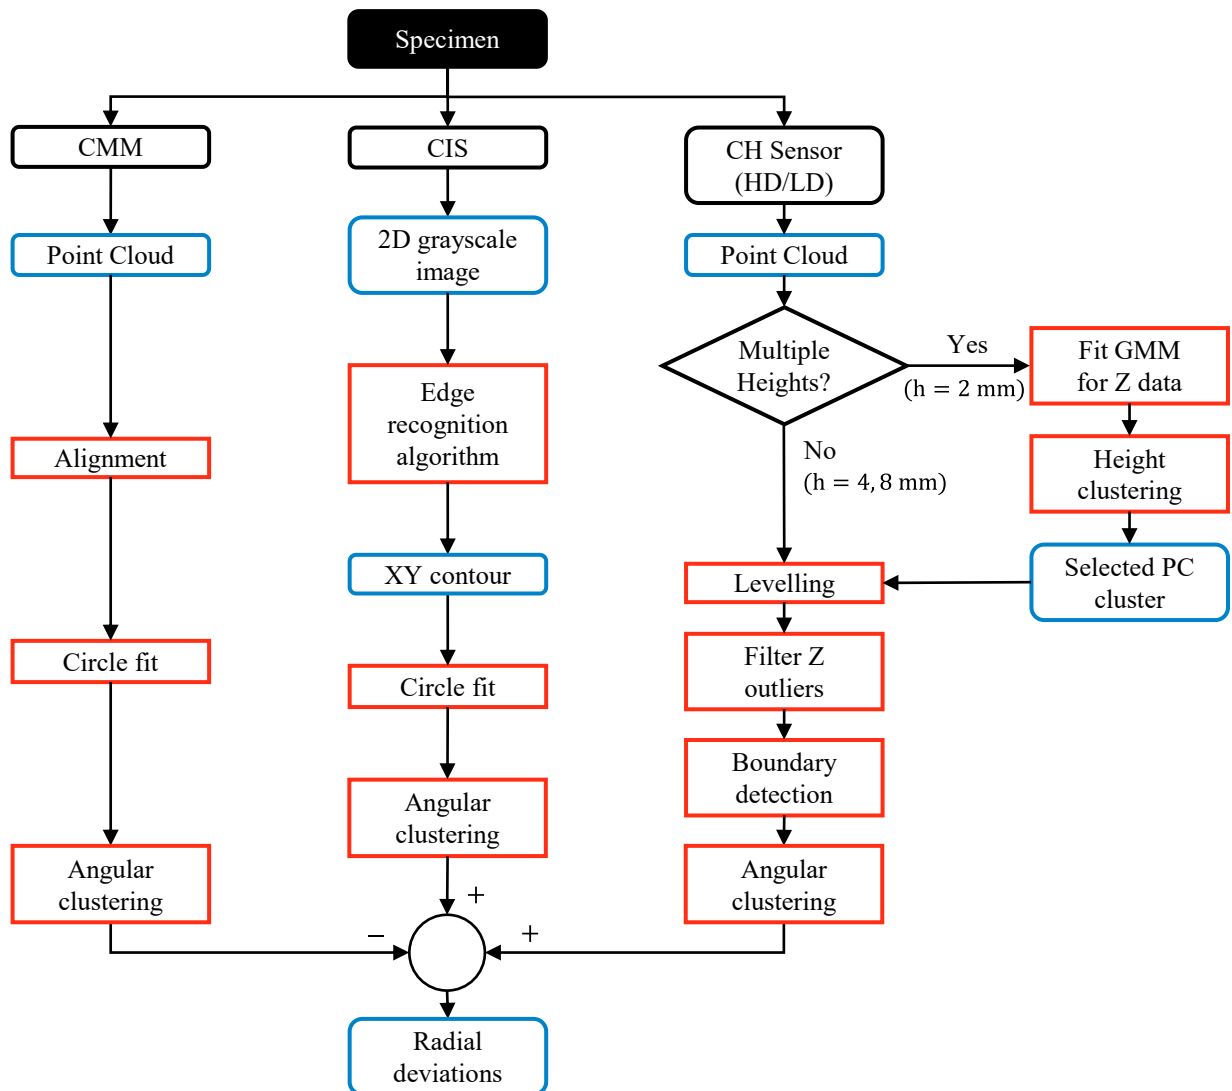 Specimen
CMM
CIS
CH Sensor
(HD/LD)
Point Cloud
2D grayscale
image
Point Cloud
Multiple
Heights?
Yes
(h = 2 mm)
Fit GMM
for Z data
Edge
recognition
algorithm
Alignment
No
(h = 4, 8 mm)
Height
clustering
XY contour
Levelling
Selected PC
cluster
Circle fit
Circle fit
Filter Z
outliers
Boundary
detection
Angular
clustering
Angular
clustering
Angular
clustering
+
−
+
Radial
deviations